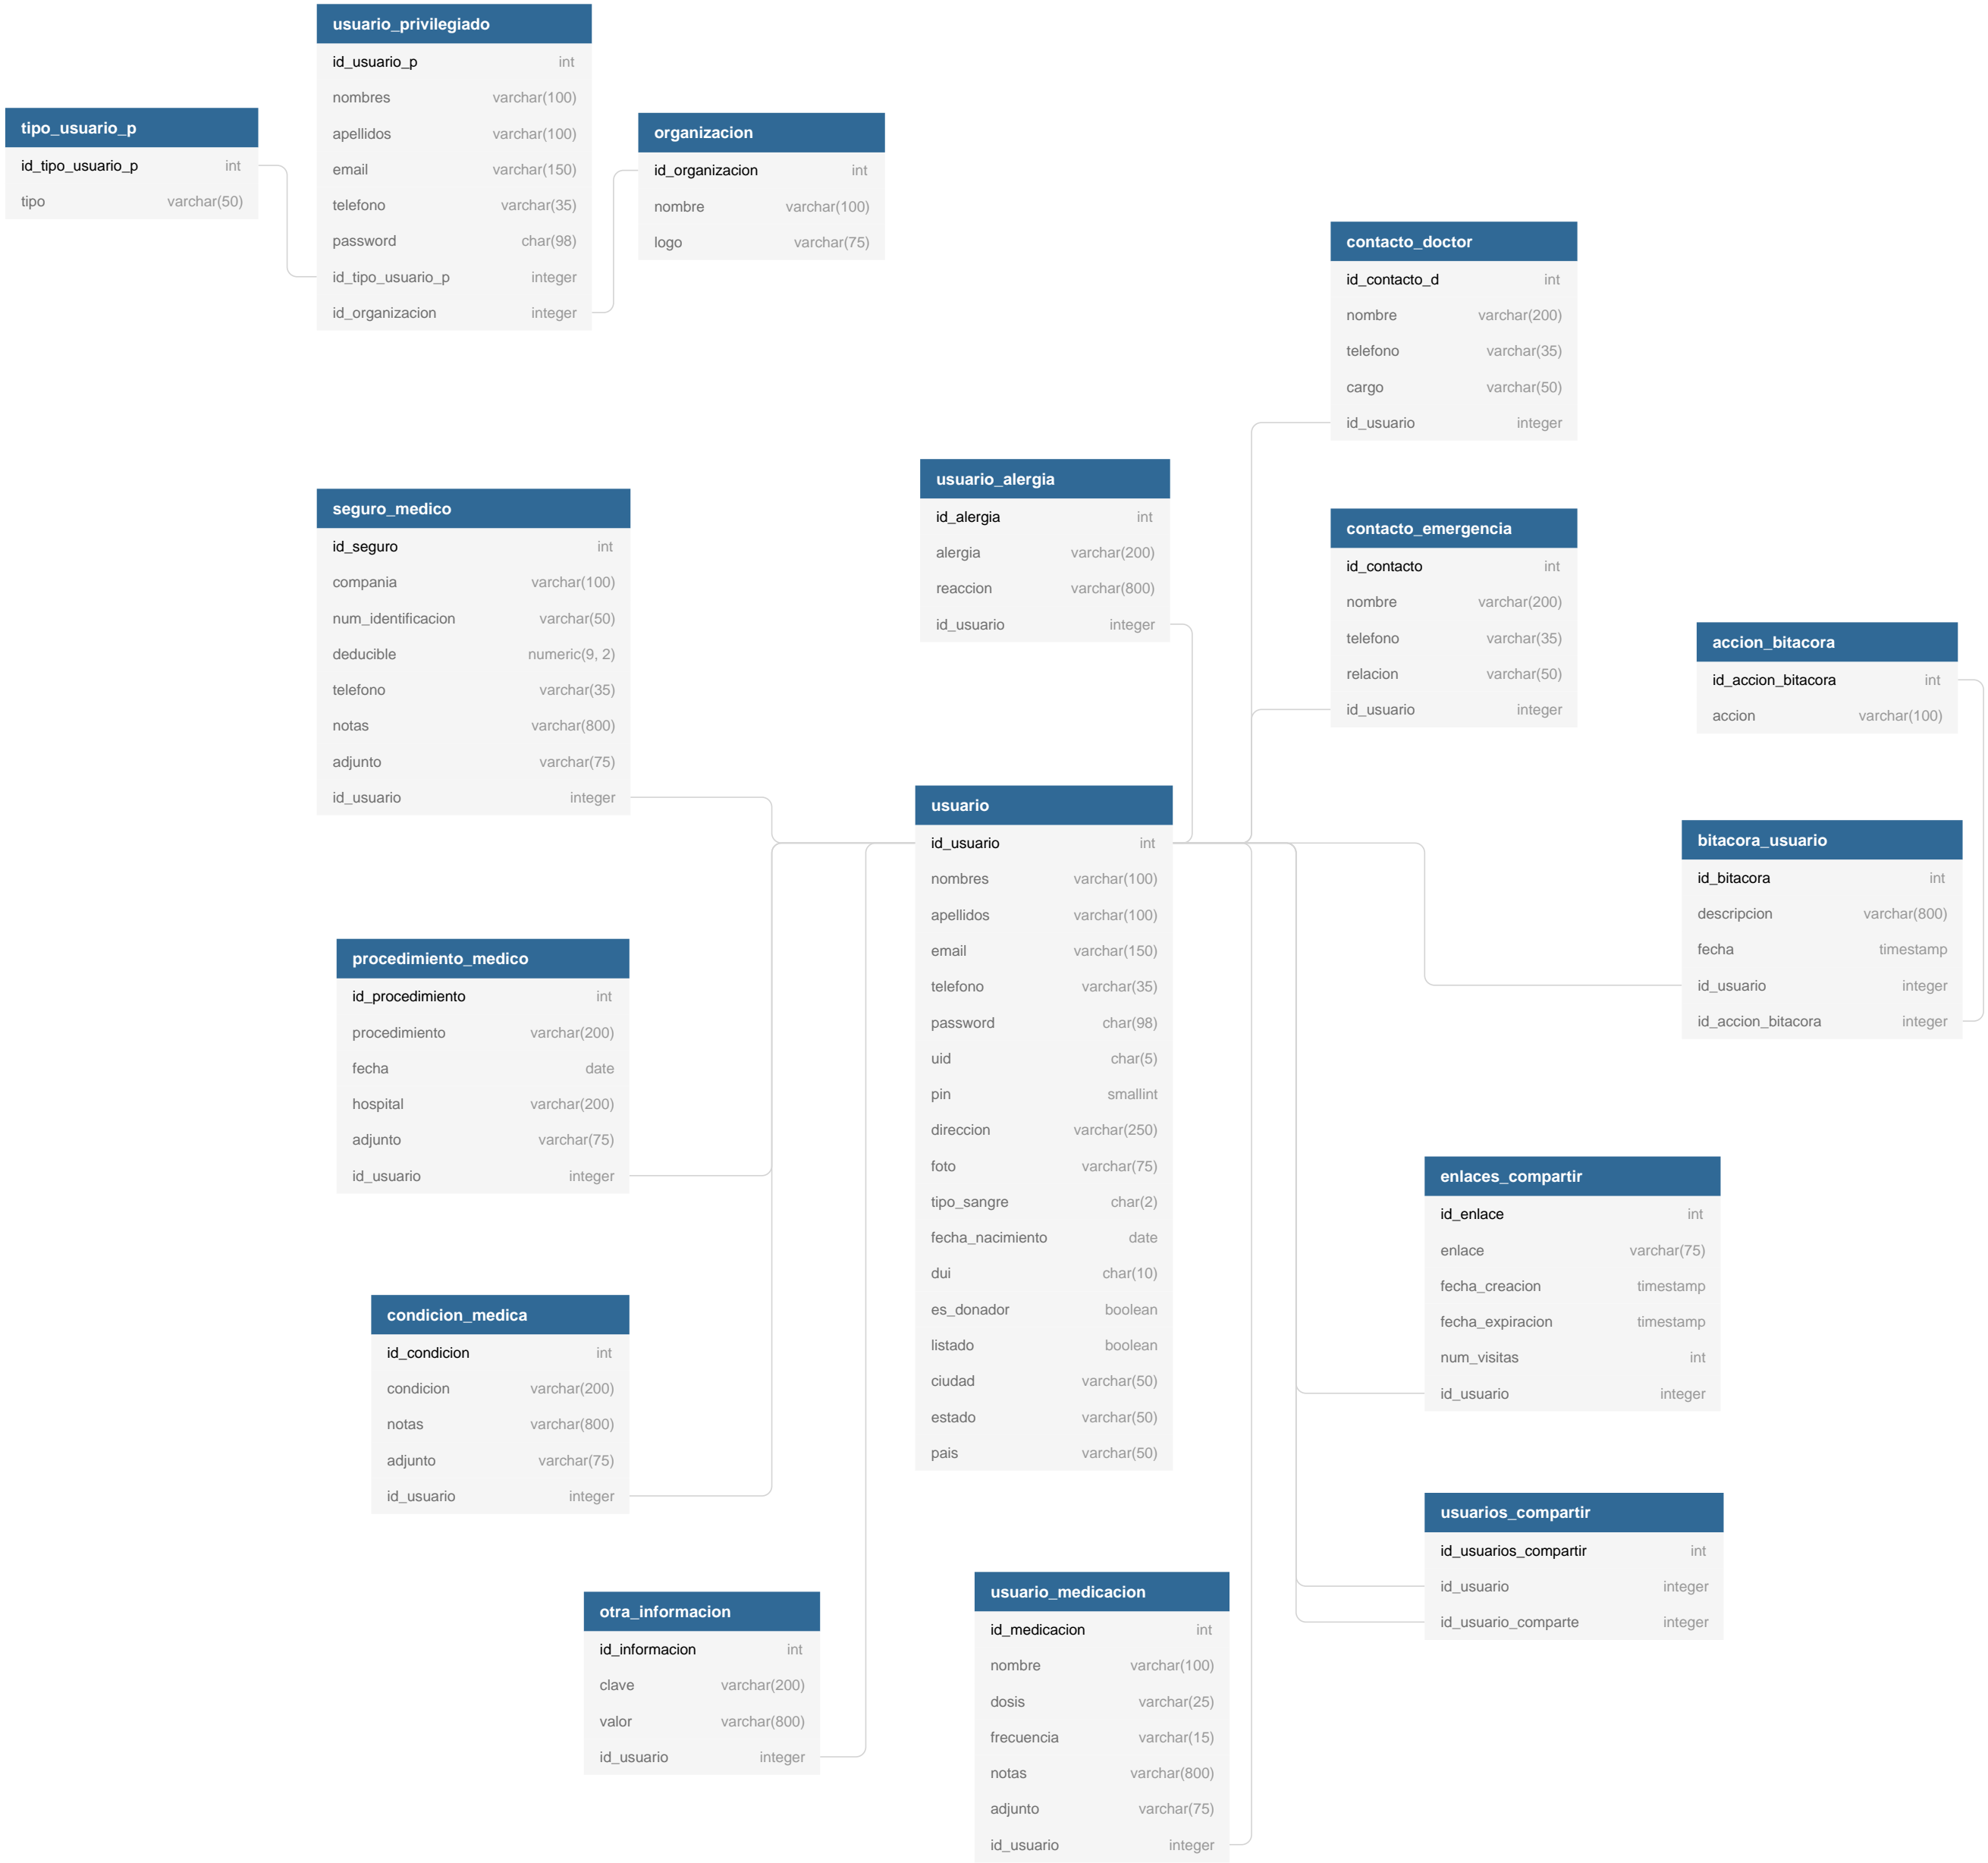 usuario_privilegiado
id_usuario_p int
nombres varchar(100)
apellidos varchar(100)
email varchar(150)
telefono varchar(35)
password char(98)
id_tipo_usuario_p integer
id_organizacion integer
tipo_usuario_p
id_tipo_usuario_p int
tipo varchar(50)
organizacion
id_organizacion int
nombre varchar(100)
logo varchar(75)
contacto_doctor
id_contacto_d int
nombre varchar(200)
telefono varchar(35)
cargo varchar(50)
id_usuario integer
usuario_alergia
id_alergia int
alergia varchar(200)
reaccion varchar(800)
id_usuario integer
seguro_medico
id_seguro int
compania varchar(100)
num_identificacion varchar(50)
deducible numeric(9, 2)
telefono varchar(35)
notas varchar(800)
adjunto varchar(75)
id_usuario integer
contacto_emergencia
id_contacto int
nombre varchar(200)
telefono varchar(35)
relacion varchar(50)
id_usuario integer
accion_bitacora
id_accion_bitacora int
accion varchar(100)
usuario
id_usuario int
nombres varchar(100)
apellidos varchar(100)
email varchar(150)
telefono varchar(35)
password char(98)
uid char(5)
pin smallint
direccion varchar(250)
foto varchar(75)
tipo_sangre char(2)
fecha_nacimiento date
dui char(10)
es_donador boolean
listado boolean
ciudad varchar(50)
estado varchar(50)
pais varchar(50)
bitacora_usuario
id_bitacora int
descripcion varchar(800)
fecha timestamp
id_usuario integer
id_accion_bitacora integer
procedimiento_medico
id_procedimiento int
procedimiento varchar(200)
fecha date
hospital varchar(200)
adjunto varchar(75)
id_usuario integer
enlaces_compartir
id_enlace int
enlace varchar(75)
fecha_creacion timestamp
fecha_expiracion timestamp
num_visitas int
id_usuario integer
condicion_medica
id_condicion int
condicion varchar(200)
notas varchar(800)
adjunto varchar(75)
id_usuario integer
usuarios_compartir
id_usuarios_compartir int
id_usuario integer
id_usuario_comparte integer
usuario_medicacion
id_medicacion int
nombre varchar(100)
dosis varchar(25)
frecuencia varchar(15)
notas varchar(800)
adjunto varchar(75)
id_usuario integer
otra_informacion
id_informacion int
clave varchar(200)
valor varchar(800)
id_usuario integer